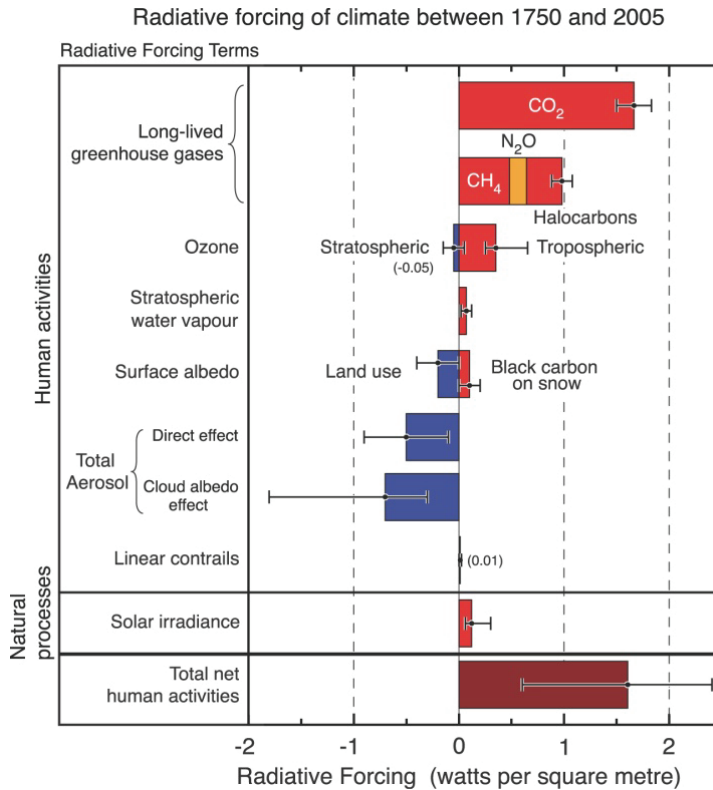 Radiative forcing of climate between 1750 and 2005
Radiative Forcing Terms
Human activities
Long-lived
greenhouse gases
CO2
N2O
CH4
Halocarbons
Ozone
Stratospheric
(-0.05)
Tropospheric
Stratospheric
water vapour
Surface albedo
Land use
Black carbon
on snow
Total
Aerosol
Direct effect
Cloud albedo
effect
Linear contrails
(0.01)
Natural
processes
Solar irradiance
Total net
human activities
-2 -1 0 1 2
Radiative Forcing (watts per square metre)